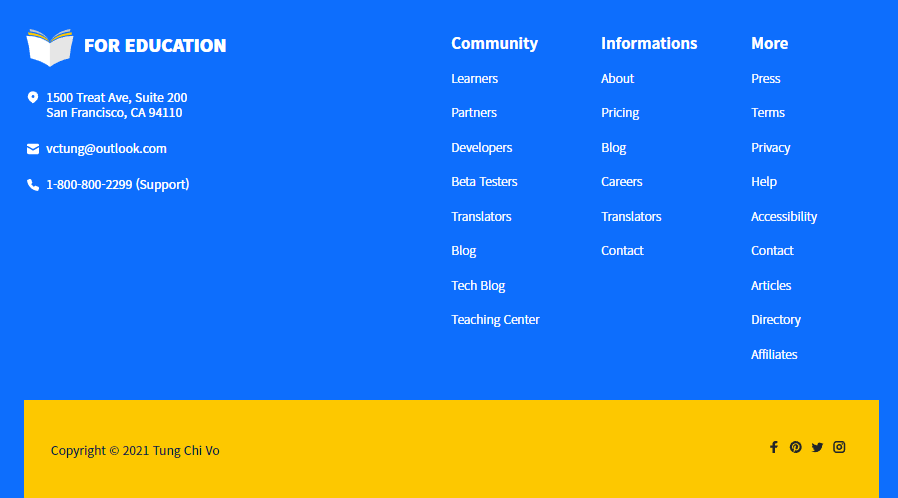 FOR EDUCATION
1500 Treat Ave, Suite 200
San Francisco, CA 94110
vctung@outlook.com
1-800-800-2299 (Support)
Community
Learners
Partners
Developers
Beta Testers
Translators
Blog
Tech Blog
Teaching Center
Informations
About
Pricing
Blog
Careers
Translators
Contact
More
Press
Terms
Privacy
Help
Accessibility
Contact
Articles
Directory
Affiliates
Copyright © 2021 Tung Chi Vo